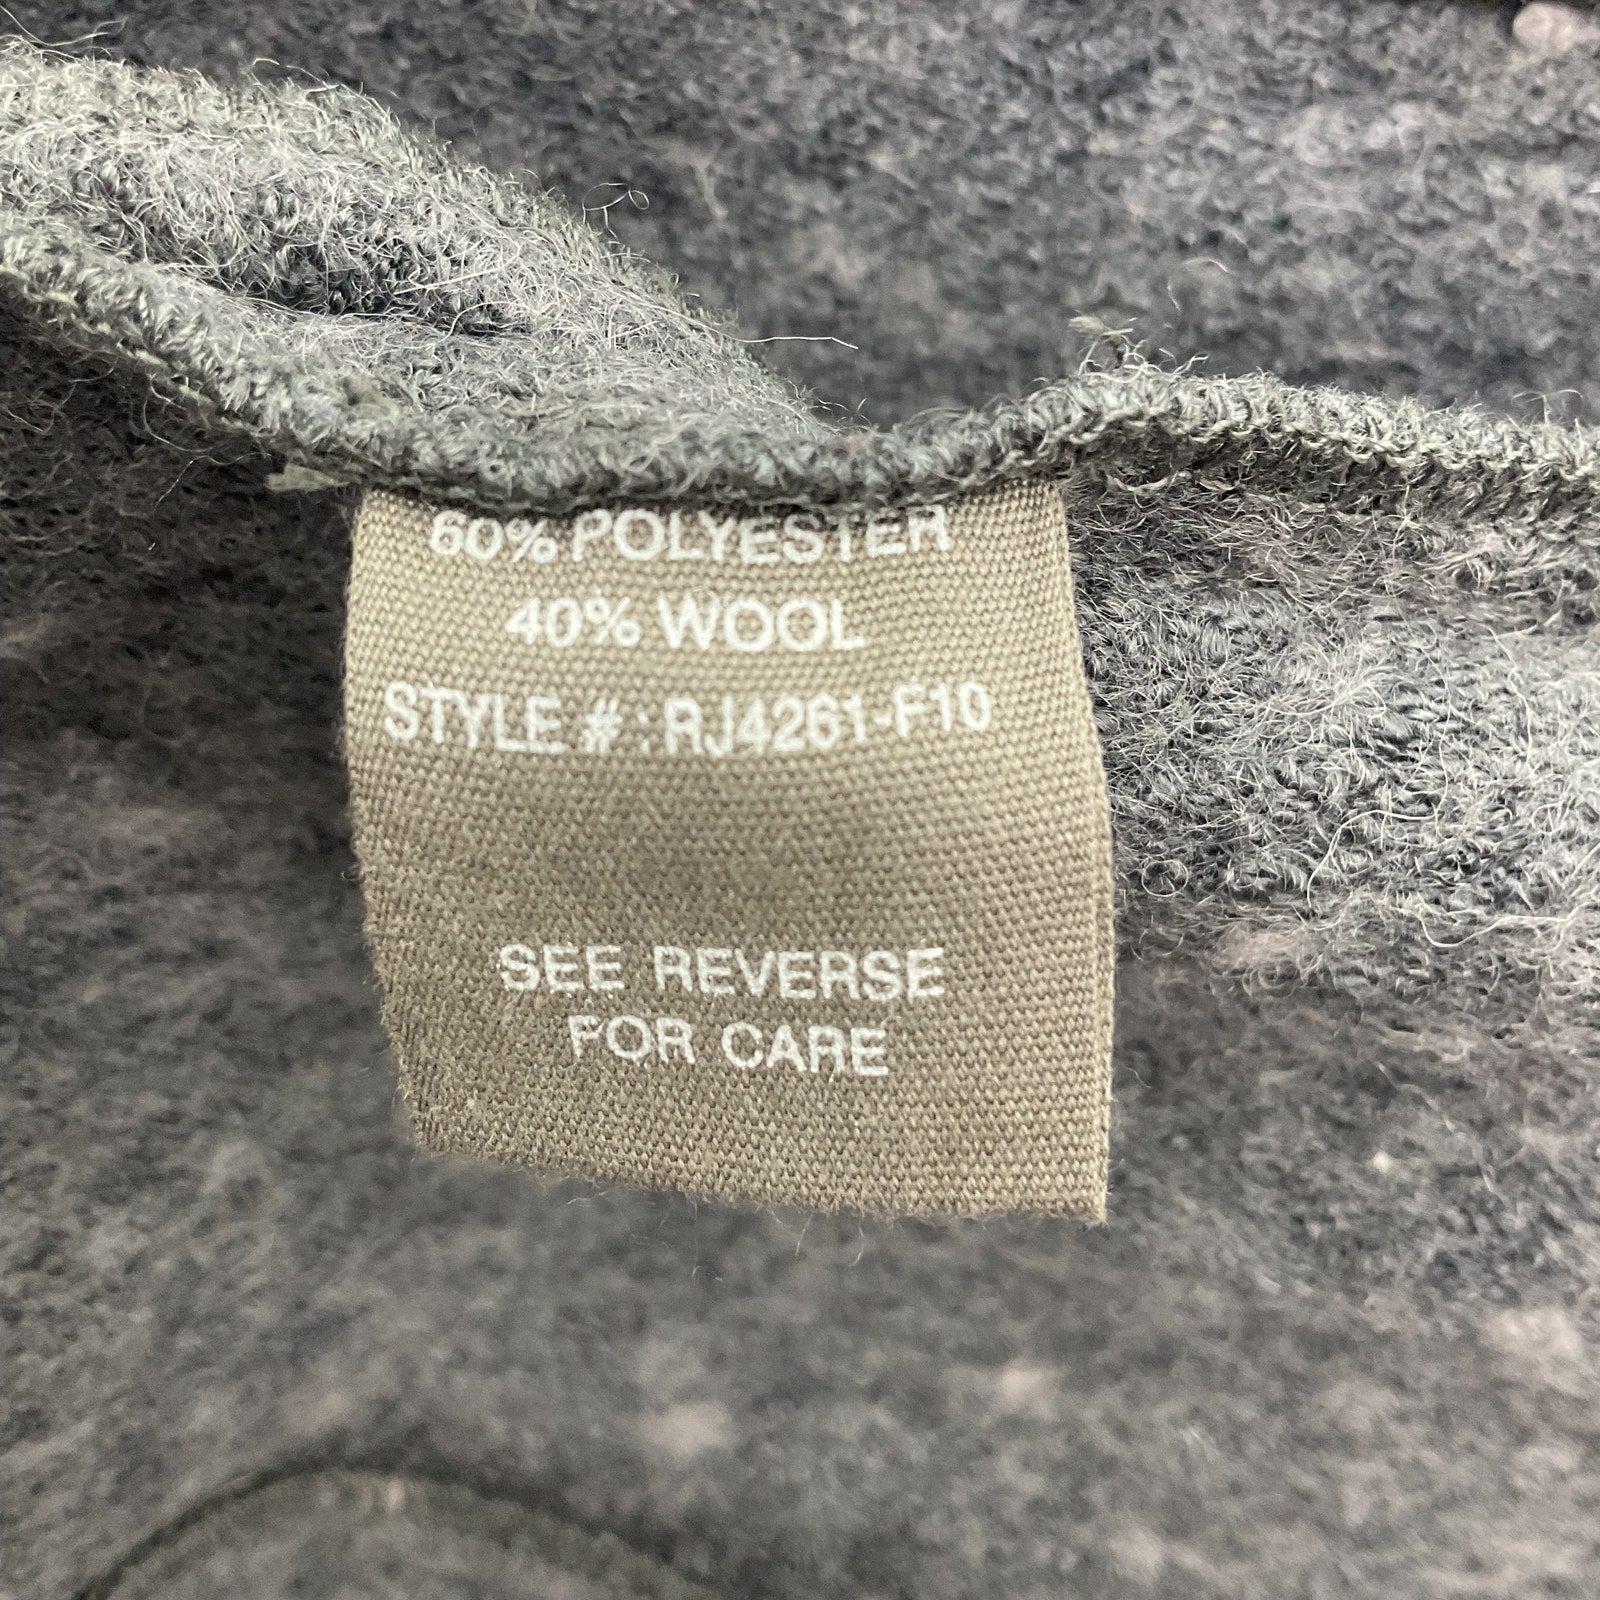 60% POLYESTER
40% WOOL
STYLE # : RJ4261-F10
SEE REVERSE
FOR CARE